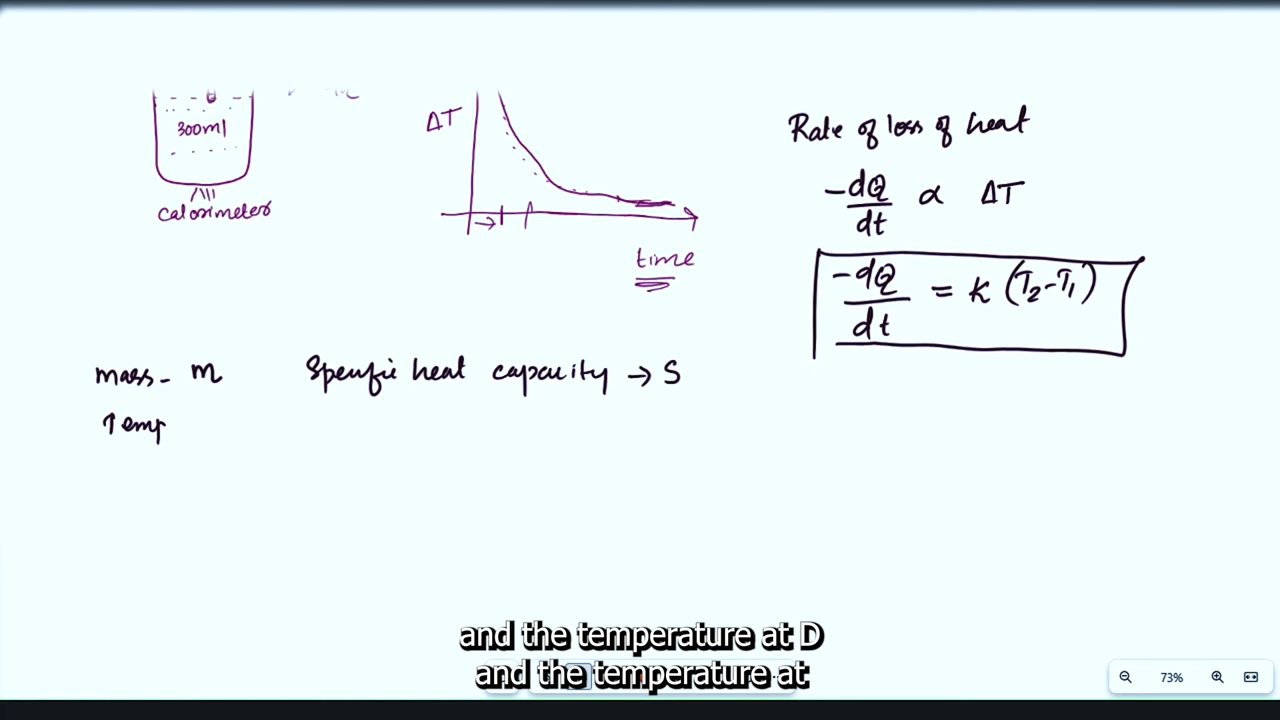 300ml
calorimeter
ΔT
time
Rate of loss of heat
-dQ/dt ∝ ΔT
-dQ/dt = K (T₂-T₁)
mass - m
Specific heat capacity → S
Temp
and the temperature at D
and the temperature at
73%